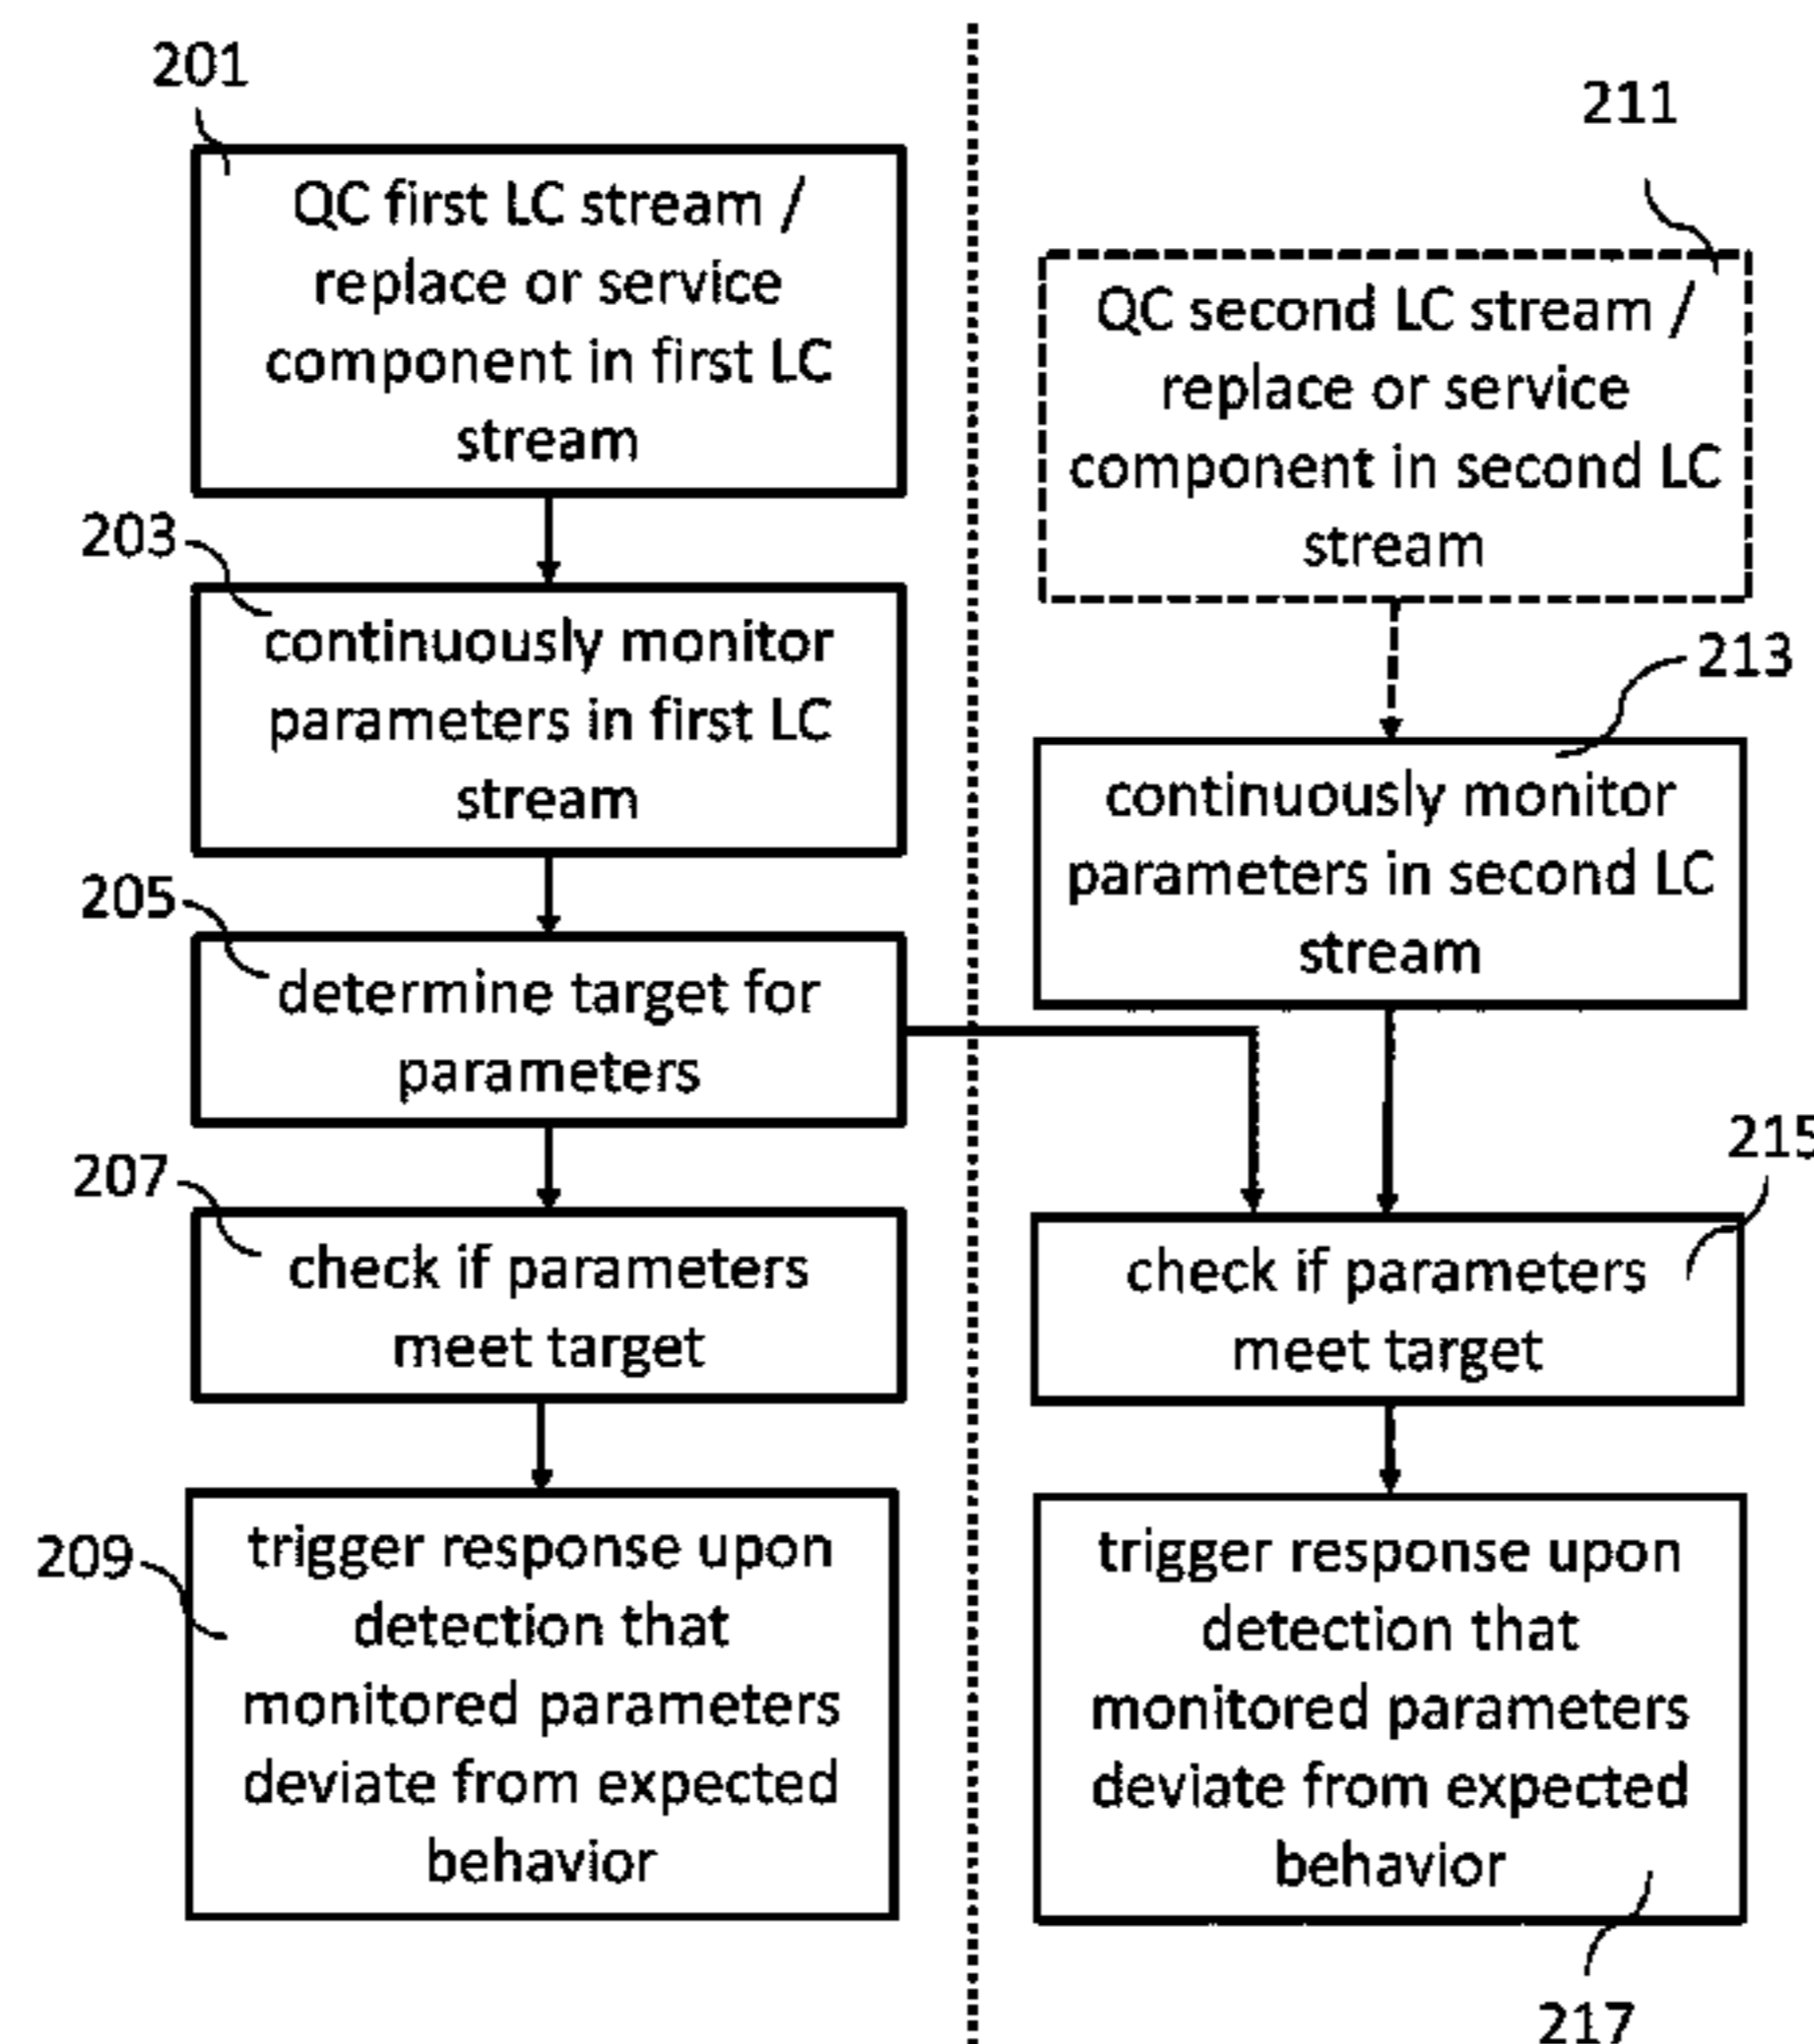 201
QC first LC stream /
replace or service
component in first LC
stream
203
continuously monitor
parameters in first LC
stream
205
determine target for
parameters
207
check if parameters
meet target
209
trigger response upon
detection that
monitored parameters
deviate from expected
behavior
211
QC second LC stream /
replace or service
component in second LC
stream
213
continuously monitor
parameters in second LC
stream
215
check if parameters
meet target
trigger response upon
detection that
monitored parameters
deviate from expected
behavior
217